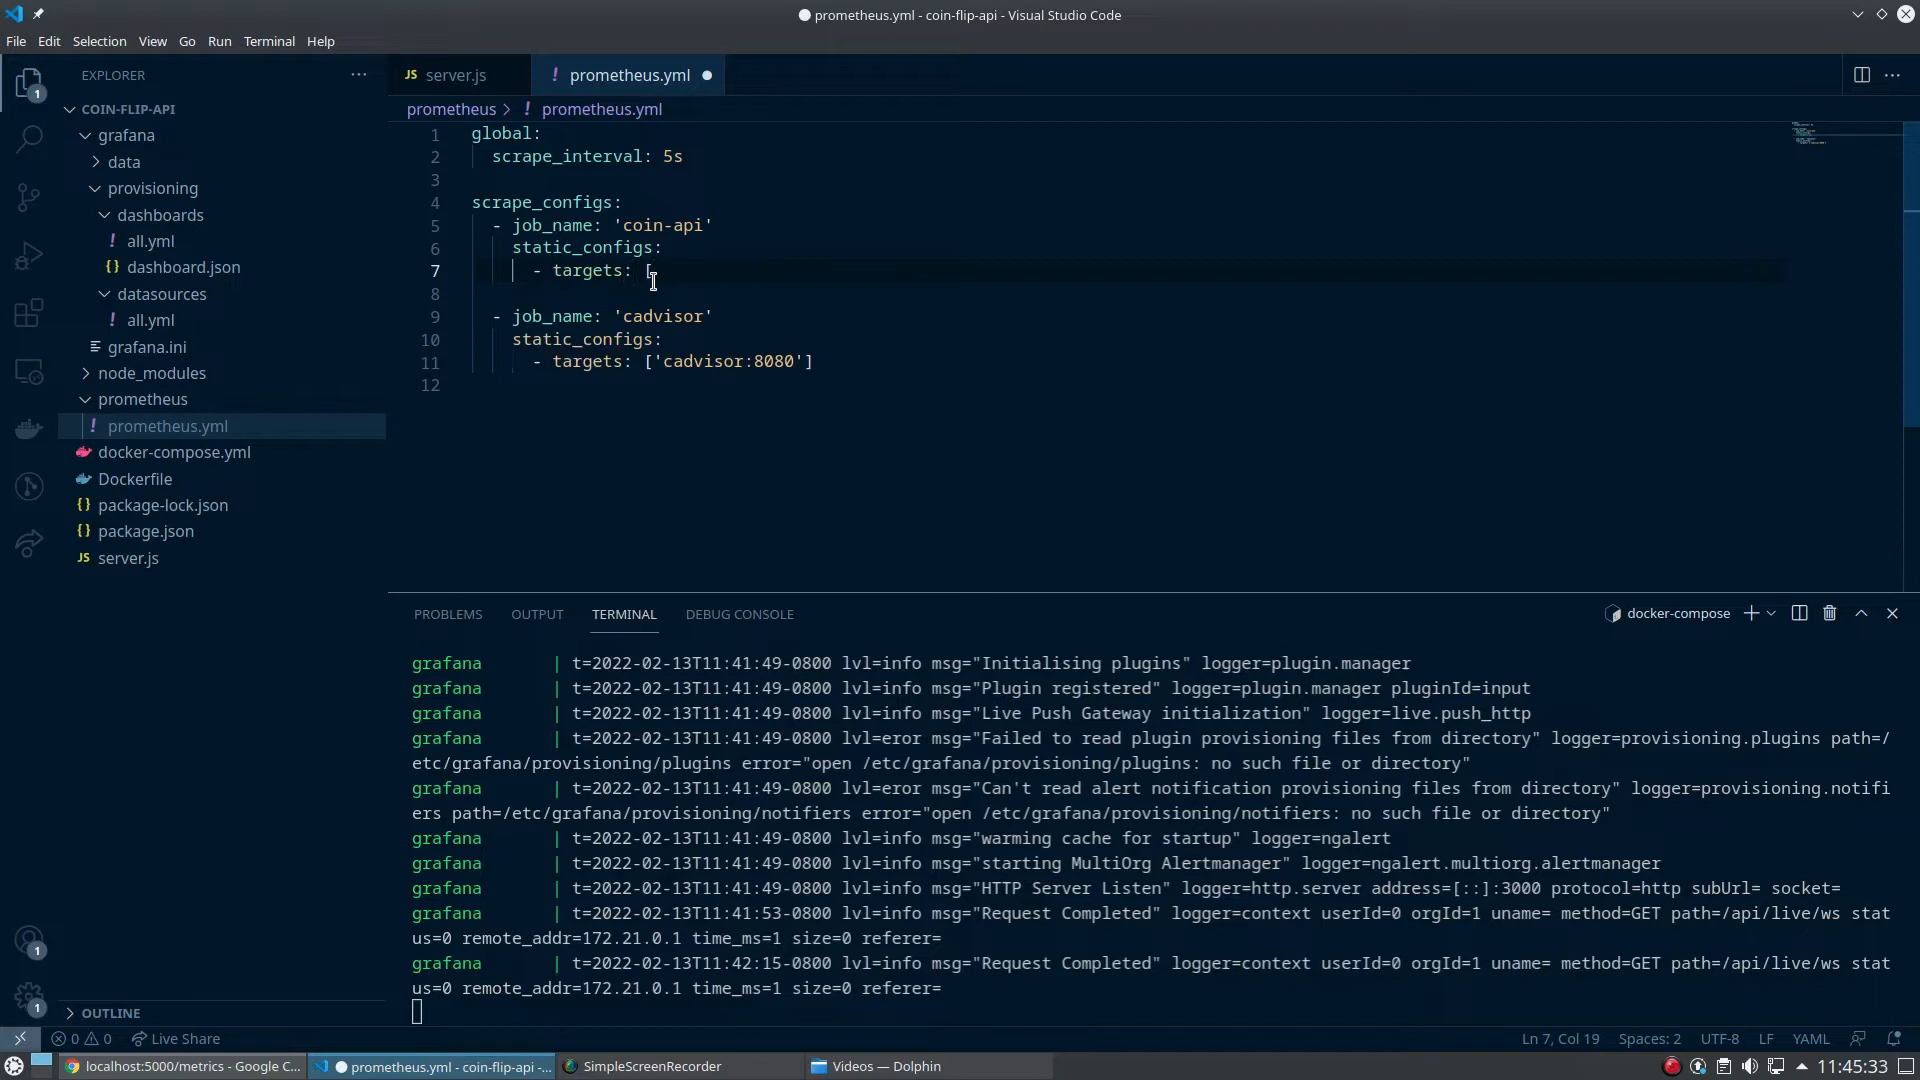 prometheus.yml - coin-flip-api - Visual Studio Code
File Edit Selection View Go Run Terminal Help
EXPLORER
1
COIN-FLIP-API
grafana
data
provisioning
dashboards
all.yml
dashboard.json
datasources
all.yml
grafana.ini
node_modules
prometheus
prometheus.yml
docker-compose.yml
Dockerfile
package-lock.json
package.json
JS server.js
OUTLINE
1
1
JS server.js
! prometheus.yml
prometheus > ! prometheus.yml
1 global:
2 scrape_interval: 5s
3
4 scrape_configs:
5 - job_name: 'coin-api'
6 static_configs:
7 - targets: [
8
9 - job_name: 'cadvisor'
10 static_configs:
11 - targets: ['cadvisor:8080']
12
PROBLEMS OUTPUT TERMINAL DEBUG CONSOLE
docker-compose
grafana | t=2022-02-13T11:41:49-0800 lvl=info msg="Initialising plugins" logger=plugin.manager
grafana | t=2022-02-13T11:41:49-0800 lvl=info msg="Plugin registered" logger=plugin.manager pluginId=input
grafana | t=2022-02-13T11:41:49-0800 lvl=info msg="Live Push Gateway initialization" logger=live.push_http
grafana | t=2022-02-13T11:41:49-0800 lvl=eror msg="Failed to read plugin provisioning files from directory" logger=provisioning.plugins path=/
etc/grafana/provisioning/plugins error="open /etc/grafana/provisioning/plugins: no such file or directory"
grafana | t=2022-02-13T11:41:49-0800 lvl=eror msg="Can't read alert notification provisioning files from directory" logger=provisioning.notifi
ers path=/etc/grafana/provisioning/notifiers error="open /etc/grafana/provisioning/notifiers: no such file or directory"
grafana | t=2022-02-13T11:41:49-0800 lvl=info msg="warming cache for startup" logger=ngalert
grafana | t=2022-02-13T11:41:49-0800 lvl=info msg="starting MultiOrg Alertmanager" logger=ngalert.multiorg.alertmanager
grafana | t=2022-02-13T11:41:49-0800 lvl=info msg="HTTP Server Listen" logger=http.server address=[::]:3000 protocol=http subUrl= socket=
grafana | t=2022-02-13T11:41:53-0800 lvl=info msg="Request Completed" logger=context userId=0 orgId=1 uname= method=GET path=/api/live/ws stat
us=0 remote_addr=172.21.0.1 time_ms=1 size=0 referer=
grafana | t=2022-02-13T11:42:15-0800 lvl=info msg="Request Completed" logger=context userId=0 orgId=1 uname= method=GET path=/api/live/ws stat
us=0 remote_addr=172.21.0.1 time_ms=1 size=0 referer=
0 0 Live Share
Ln 7, Col 19 Spaces: 2 UTF-8 LF YAML
localhost:5000/metrics - Google C...
prometheus.yml - coin-flip-api -...
SimpleScreenRecorder
Videos — Dolphin
11:45:33